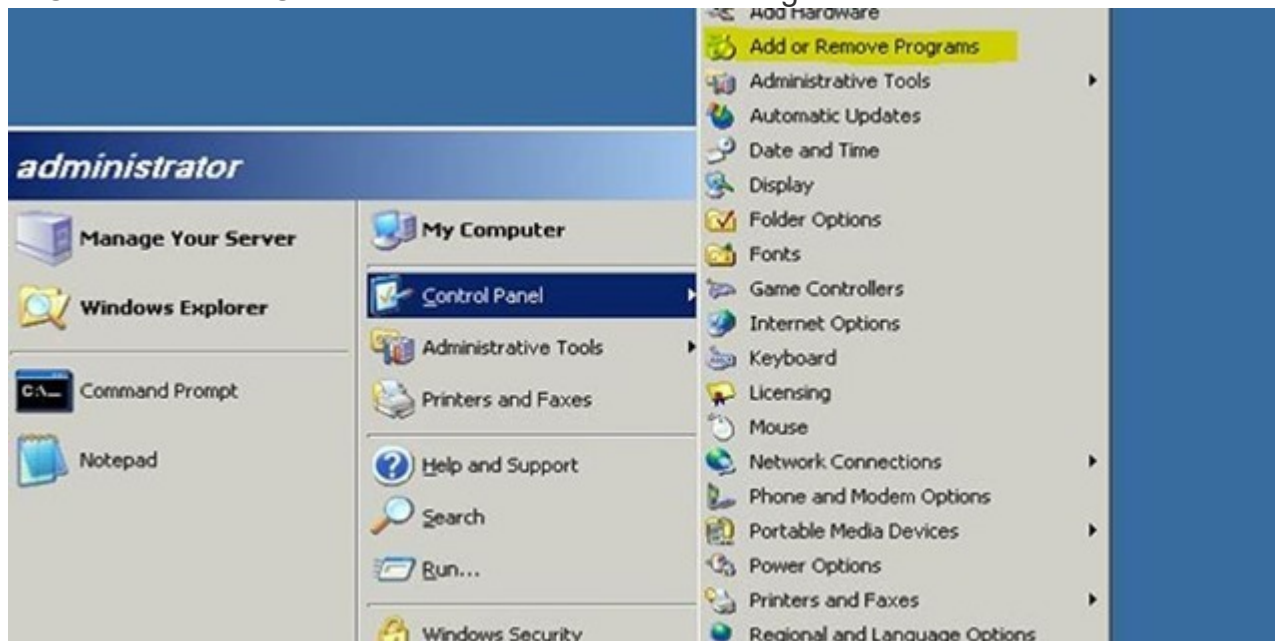 administrator
Manage Your Server
Windows Explorer
C:\_
Command Prompt
Notepad
My Computer
Control Panel
Administrative Tools
Printers and Faxes
Help and Support
Search
Run...
Windows Security
Add Hardware
Add or Remove Programs
Administrative Tools
Automatic Updates
Date and Time
Display
Folder Options
Fonts
Game Controllers
Internet Options
Keyboard
Licensing
Mouse
Network Connections
Phone and Modem Options
Portable Media Devices
Power Options
Printers and Faxes
Regional and Language Options